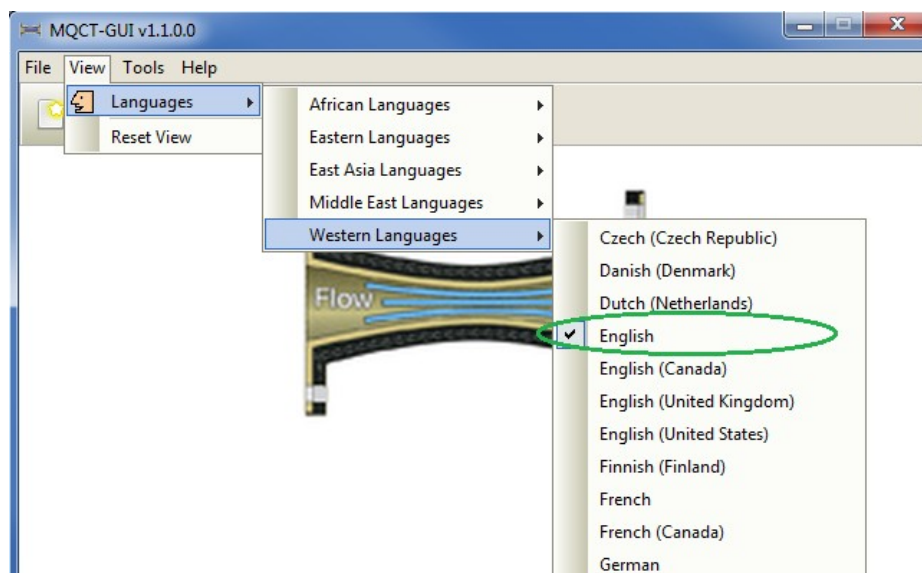 MQCT-GUI v1.1.0.0
File View Tools Help
Languages
Reset View
African Languages
Eastern Languages
East Asia Languages
Middle East Languages
Western Languages
Flow
Czech (Czech Republic)
Danish (Denmark)
Dutch (Netherlands)
English
English (Canada)
English (United Kingdom)
English (United States)
Finnish (Finland)
French
French (Canada)
German